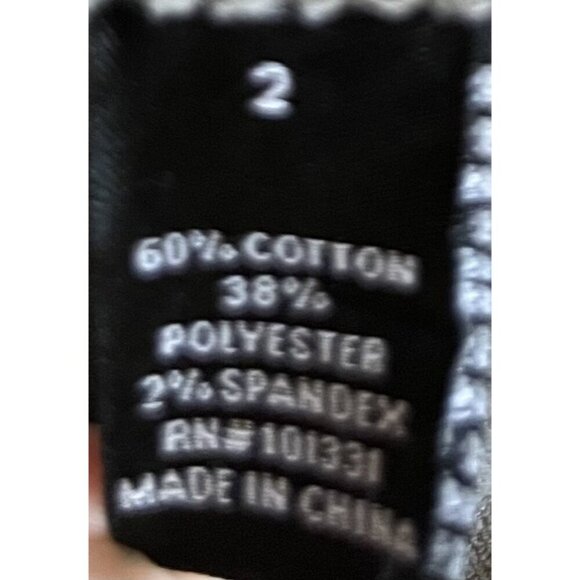 2
60% COTTON
38%
POLYESTER
2% SPANDEX
RN#101331
MADE IN CHINA